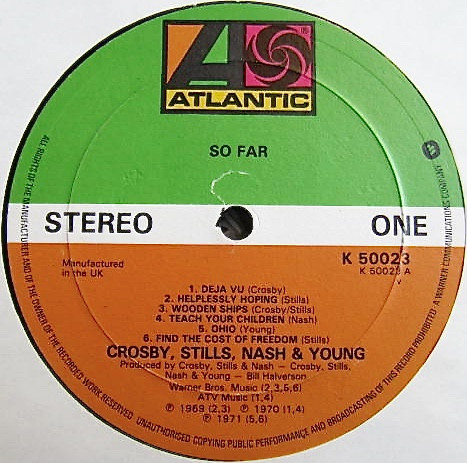 ATLANTIC
®
SO FAR
STEREO
ONE
Manufactured
in the UK
K 50023
K 50023 A
v
1. DEJA VU (Crosby)
2. HELPLESSLY HOPING (Stills)
3. WOODEN SHIPS (Crosby/Stills)
4. TEACH YOUR CHILDREN (Nash)
5. OHIO (Young)
6. FIND THE COST OF FREEDOM (Stills)
CROSBY, STILLS, NASH & YOUNG
Produced by Crosby, Stills & Nash — Crosby, Stills,
Nash & Young — Bill Halverson
Warner Bros. Music (2,3,5,6)
ATV Music (1,4)
℗ 1969 (2,3) ℗ 1970 (1,4)
℗ 1971 (5,6)
ALL RIGHTS OF THE MANUFACTURER AND OF THE OWNER OF THE RECORDED WORK RESERVED. UNAUTHORISED COPYING PUBLIC PERFORMANCE AND BROADCASTING OF THIS RECORD PROHIBITED · A WARNER COMMUNICATIONS COMPANY